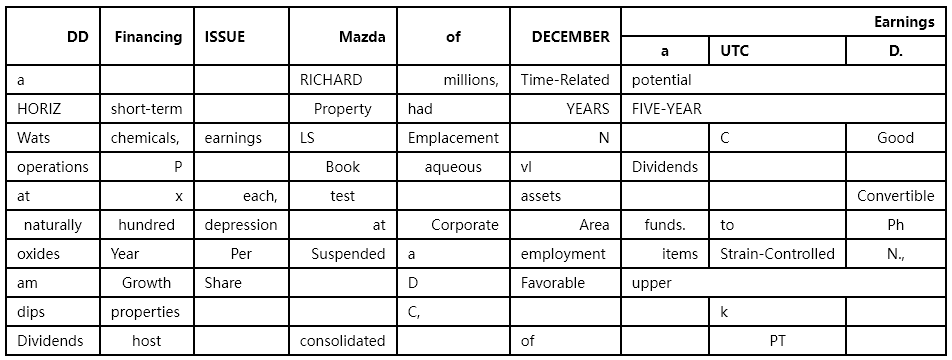 DD Financing ISSUE Mazda of DECEMBER Earnings
a UTC D.
a RICHARD millions, Time-Related potential
HORIZ short-term Property had YEARS FIVE-YEAR
Wats chemicals, earnings LS Emplacement N C Good
operations P Book aqueous vl Dividends
at x each, test assets Convertible
naturally hundred depression at Corporate Area funds. to Ph
oxides Year Per Suspended a employment items Strain-Controlled N.,
am Growth Share D Favorable upper
dips properties C, k
Dividends host consolidated of PT